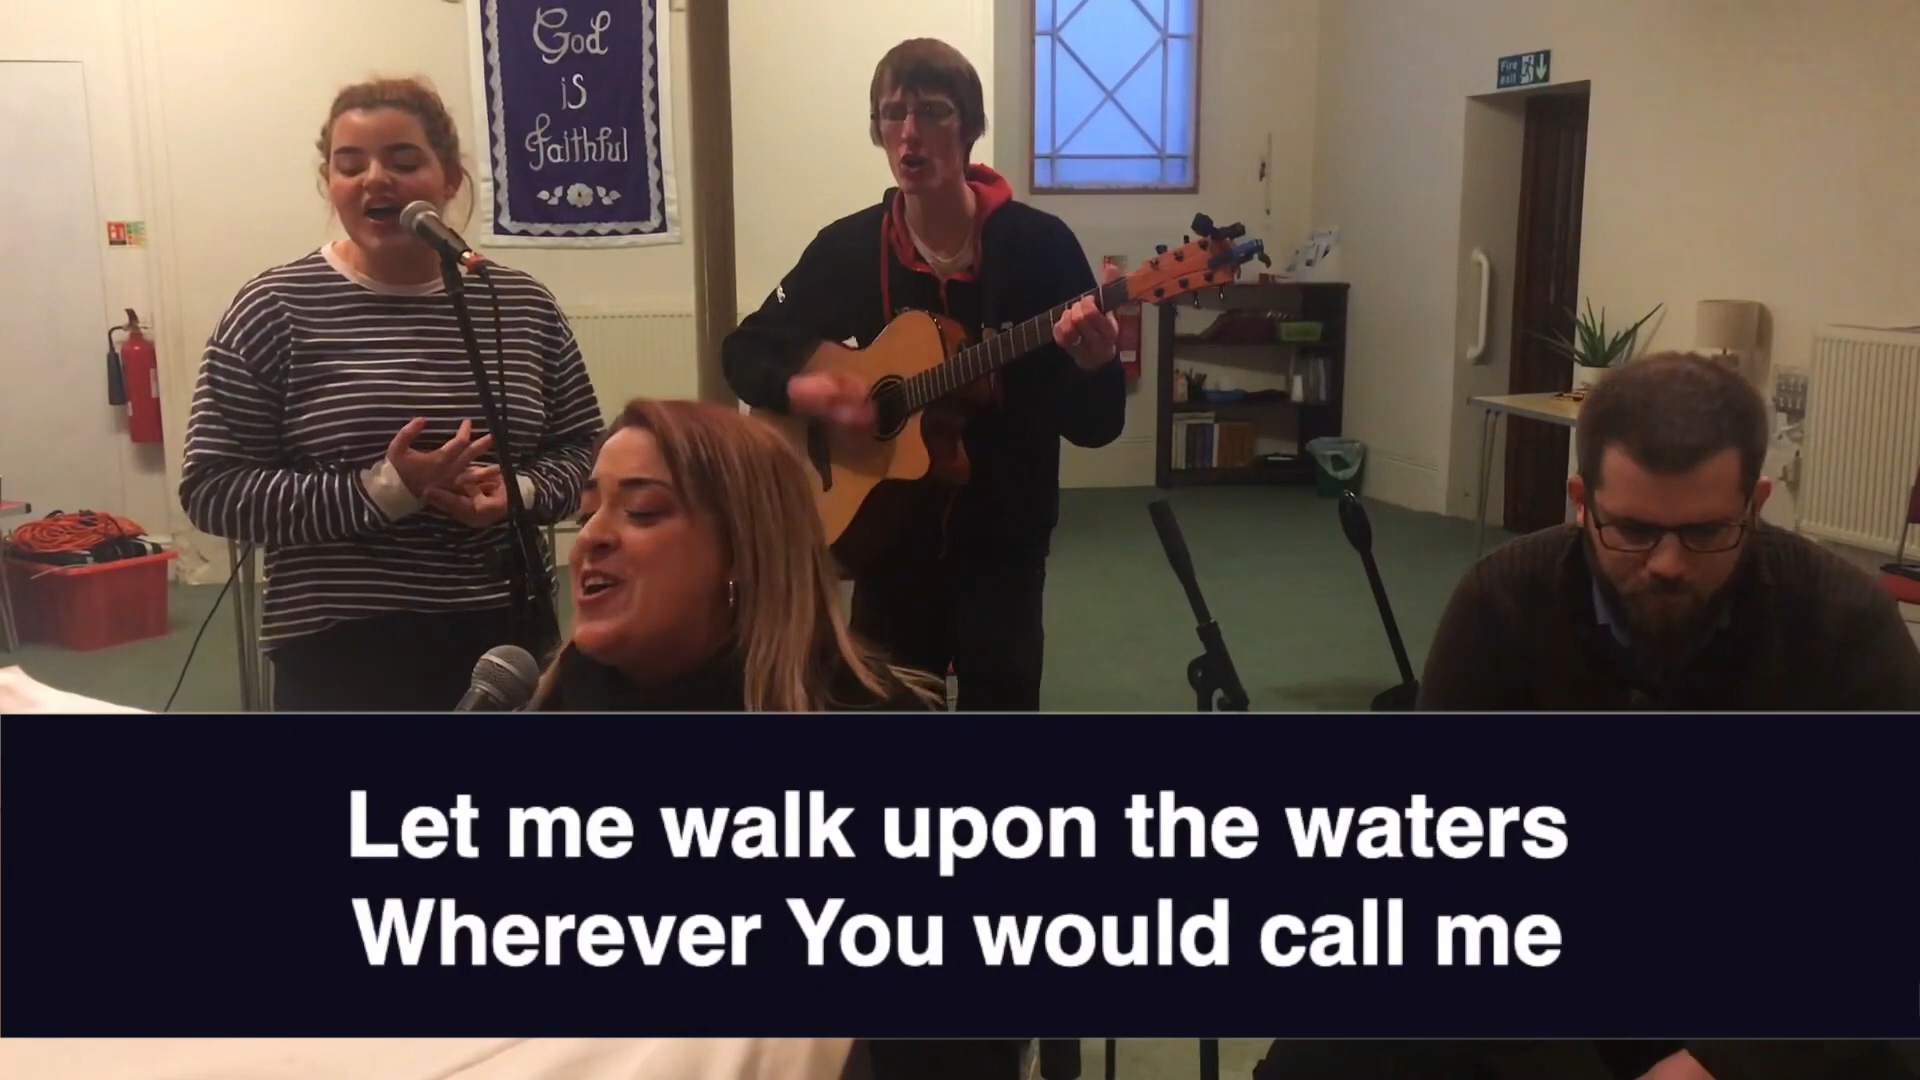 God
is
faithful
Fire
exit
Let me walk upon the waters
Wherever You would call me